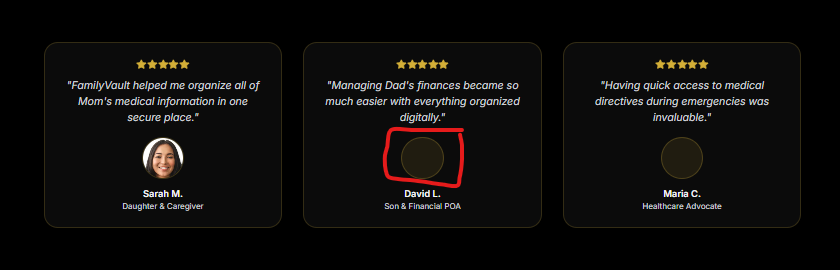 "FamilyVault helped me organize all of
Mom's medical information in one
secure place."
Sarah M.
Daughter & Caregiver
"Managing Dad's finances became so
much easier with everything organized
digitally."
David L.
Son & Financial POA
"Having quick access to medical
directives during emergencies was
invaluable."
Maria C.
Healthcare Advocate